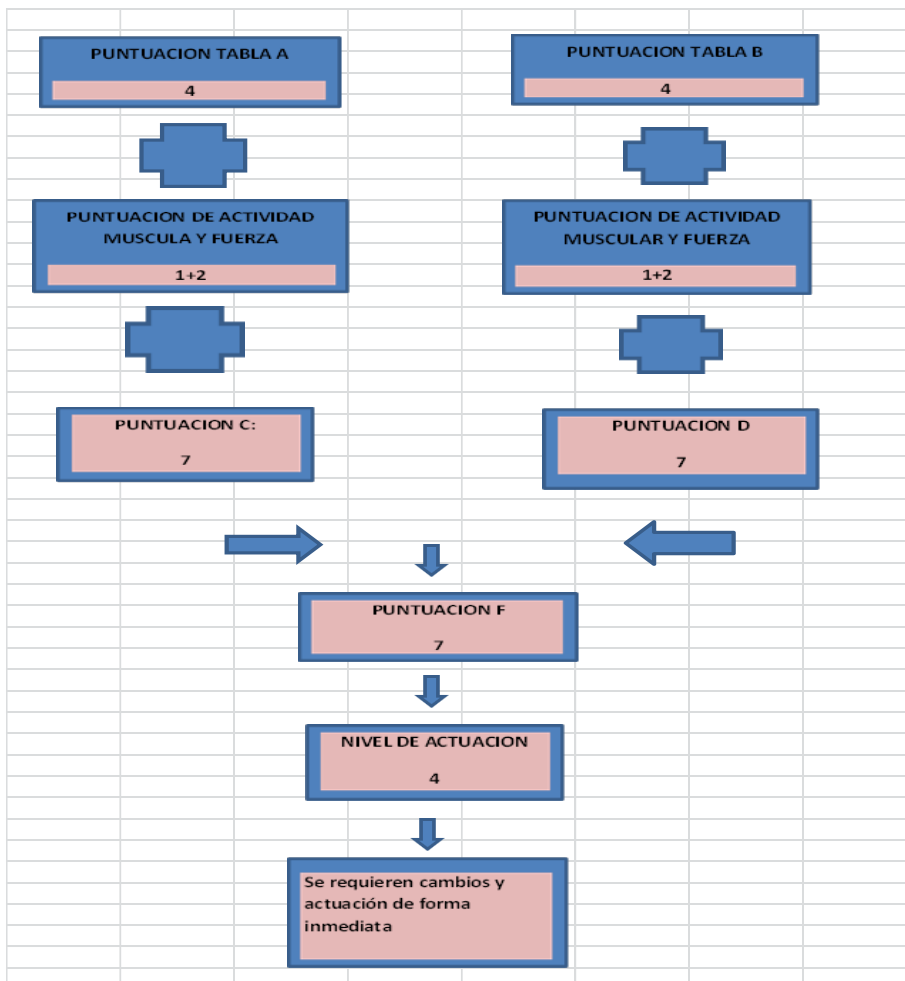 PUNTUACION TABLA A
4
PUNTUACION TABLA B
4
PUNTUACION DE ACTIVIDAD
MUSCULA Y FUERZA
1+2
PUNTUACION DE ACTIVIDAD
MUSCULAR Y FUERZA
1+2
PUNTUACION C:
7
PUNTUACION D
7
PUNTUACION F
7
NIVEL DE ACTUACION
4
Se requieren cambios y
actuación de forma
inmediata